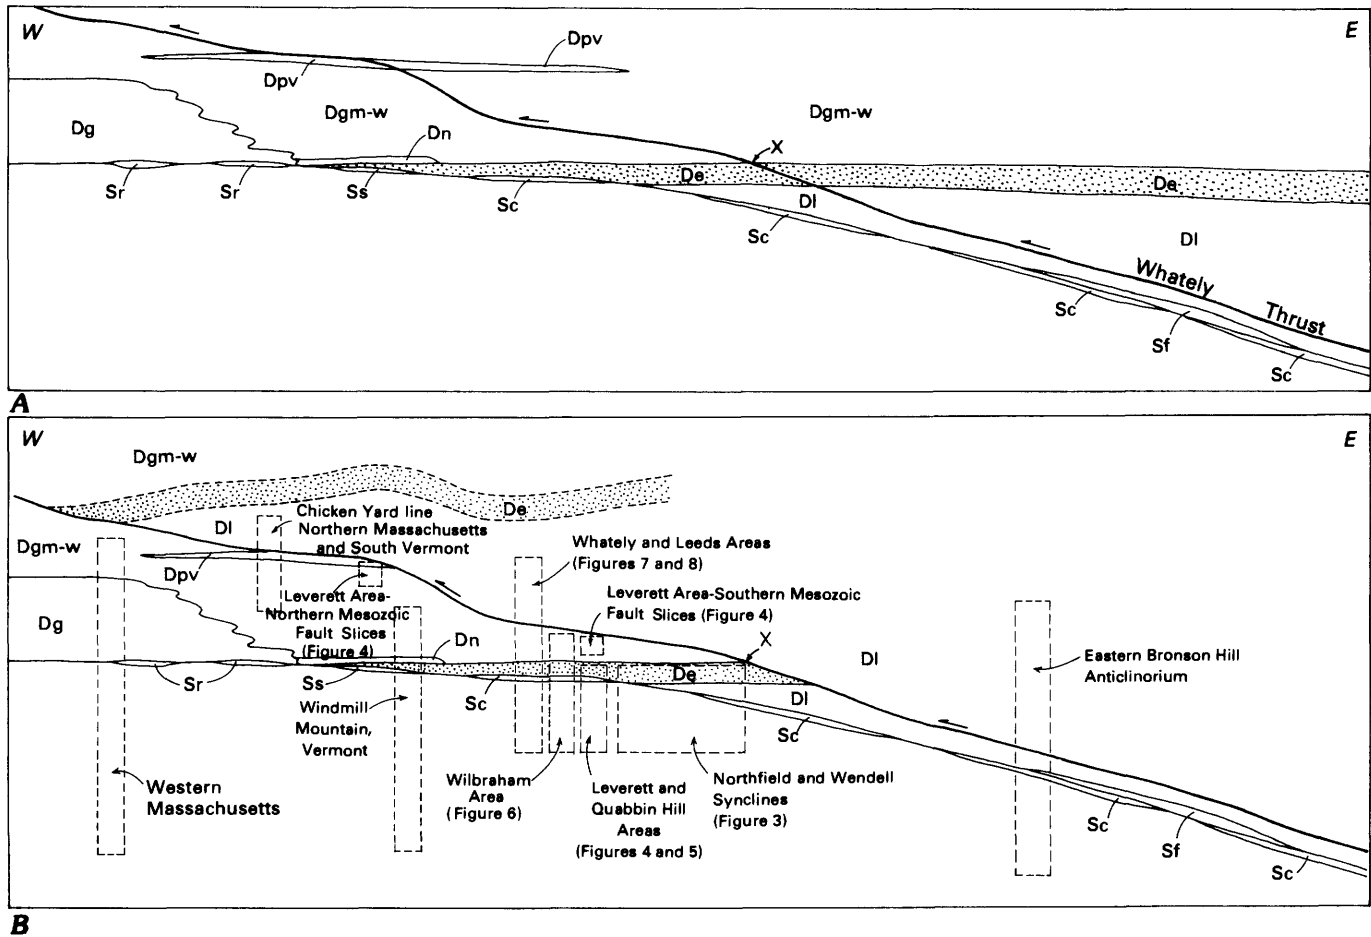 W
E
Dpv
Dpv
Dgm-w
Dgm-w
Dg
Dn
X
Sr
Sr
Ss
De
De
Sc
Dl
Sc
Dl
Whately
Thrust
Sc
Sf
Sc
A
W
E
Dgm-w
De
Chicken Yard line
Northern Massachusetts
and South Vermont
Dl
Dgm-w
Dpv
Whately and Leeds Areas
(Figures 7 and 8)
Leverett Area-
Northern Mesozoic
Fault Slices
(Figure 4)
Leverett Area-Southern Mesozoic
Fault Slices (Figure 4)
Dg
Dn
X
Dl
Eastern Bronson Hill
Anticlinorium
Sr
Ss
Sc
De
Dl
Sc
Windmill
Mountain,
Vermont
Western
Massachusetts
Wilbraham
Area
(Figure 6)
Leverett and
Quabbin Hill
Areas
(Figures 4 and 5)
Northfield and Wendell
Synclines
(Figure 3)
Sc
Sf
Sc
B